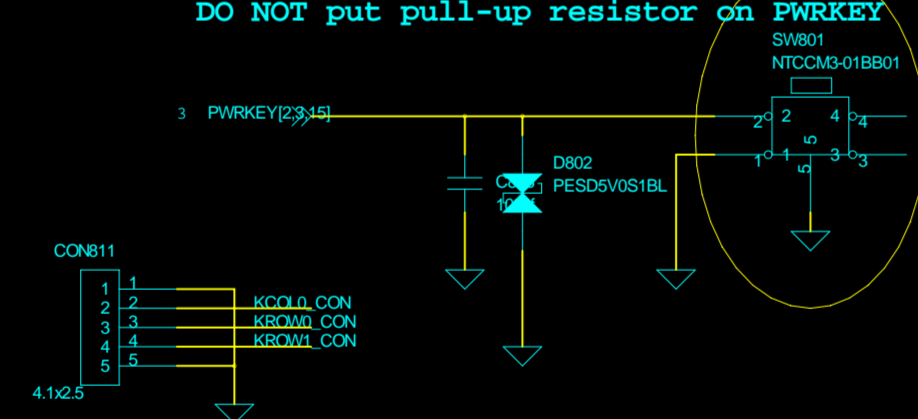 DO NOT put pull-up resistor on PWRKEY
SW801
NTCCM3-01BB01
3 PWRKEY[2,3,15]
2 2 4 4
1 1 3 3
5
5
D802
PESD5V0S1BL
CON811
1 1
2 2 KCOL0_CON
3 3 KROW0_CON
4 4 KROW1_CON
5 5
4.1x2.5